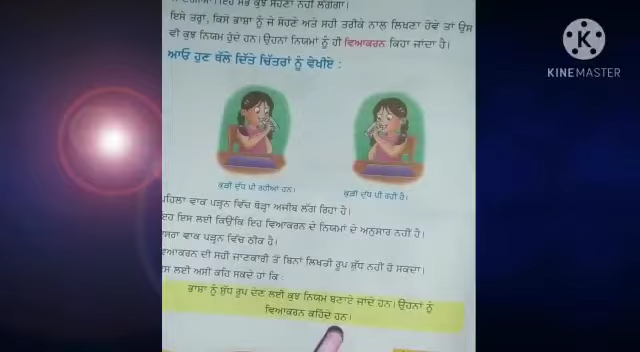 ਇਸੇ ਤਰ੍ਹਾਂ, ਕਿਸੇ ਭਾਸ਼ਾ ਨੂੰ ਜੇ ਸੋਹਣੇ ਅਤੇ ਸਹੀ ਤਰੀਕੇ ਨਾਲ ਲਿਖਣਾ ਹੋਵੇ ਤਾਂ ਉਸ
ਵੀ ਕੁਝ ਨਿਯਮ ਹੁੰਦੇ ਹਨ। ਉਹਨਾਂ ਨਿਯਮਾਂ ਨੂੰ ਹੀ ਵਿਆਕਰਨ ਕਿਹਾ ਜਾਂਦਾ ਹੈ।
ਆਓ ਹੁਣ ਥੱਲੇ ਦਿੱਤੇ ਚਿੱਤਰਾਂ ਨੂੰ ਵੇਖੀਏ :
KINEMASTER
ਕੁੜੀ ਦੁੱਧ ਪੀ ਰਹੀਆਂ ਹਨ।
ਕੁੜੀ ਦੁੱਧ ਪੀ ਰਹੀ ਹੈ।
ਪਹਿਲਾ ਵਾਕ ਪੜ੍ਹਨ ਵਿੱਚ ਥੋੜ੍ਹਾ ਅਜੀਬ ਲੱਗ ਰਿਹਾ ਹੈ।
ਇਸ ਲਈ ਕਿਉਂਕਿ ਇਹ ਵਿਆਕਰਨ ਦੇ ਨਿਯਮਾਂ ਦੇ ਅਨੁਸਾਰ ਨਹੀਂ ਹੈ।
ਵਾਕ ਪੜ੍ਹਨ ਵਿੱਚ ਠੀਕ ਹੈ।
ਦੀ ਸਹੀ ਜਾਣਕਾਰੀ ਤੋਂ ਬਿਨਾਂ ਲਿਖਤੀ ਰੂਪ ਸ਼ੁੱਧ ਨਹੀਂ ਹੋ ਸਕਦਾ।
ਲਈ ਅਸੀਂ ਕਹਿ ਸਕਦੇ ਹਾਂ ਕਿ :
ਭਾਸ਼ਾ ਨੂੰ ਸ਼ੁੱਧ ਰੂਪ ਦੇਣ ਲਈ ਕੁਝ ਨਿਯਮ ਬਣਾਏ ਜਾਂਦੇ ਹਨ। ਉਹਨਾਂ ਨੂੰ
ਵਿਆਕਰਨ ਕਹਿੰਦੇ ਹਨ।